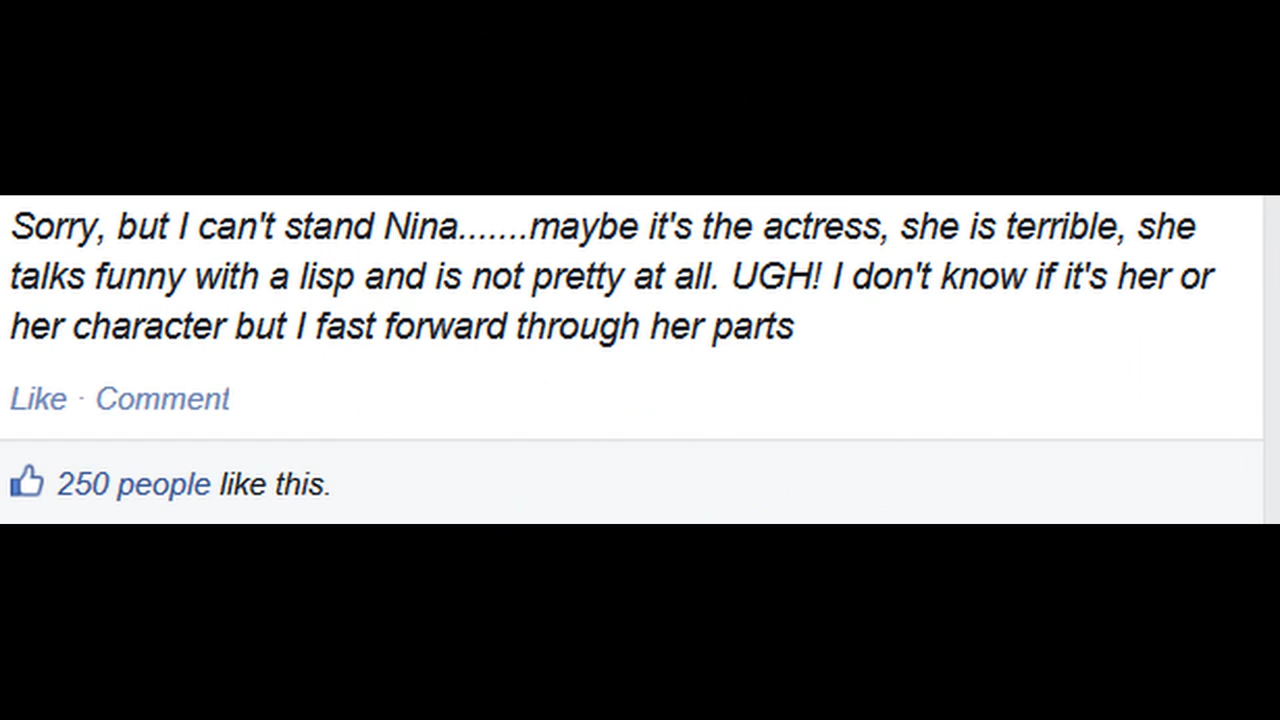 Sorry, but I can't stand Nina.......maybe it's the actress, she is terrible, she
talks funny with a lisp and is not pretty at all. UGH! I don't know if it's her or
her character but I fast forward through her parts
Like · Comment
250 people like this.